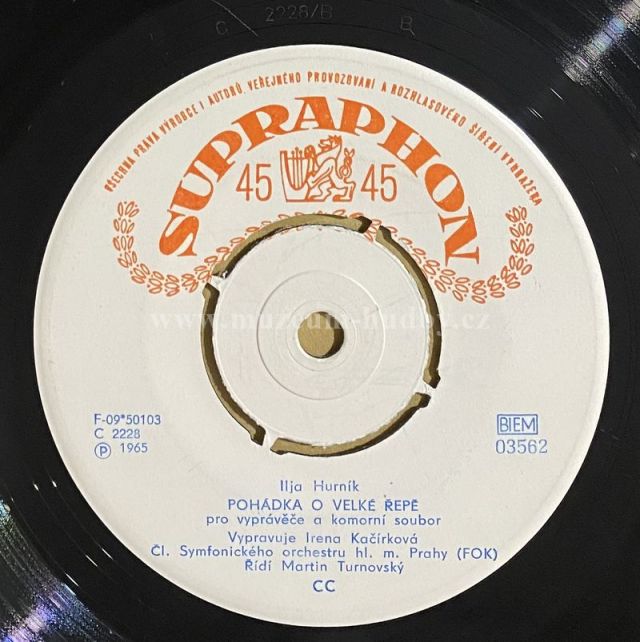 C 2228/B B
VŠECHNA PRÁVA VÝROBCE I AUTORŮ, VEŘEJNÉHO PROVOZOVÁNÍ A ROZHLASOVÉHO ŠÍŘENÍ VYHRAZENA
SUPRAPHON
45 45
www.muzeum-hudby.cz
F-09*50103
C 2228
Ⓟ 1965
BIEM
03562
Ilja Hurník
POHÁDKA O VELKÉ ŘEPĚ
pro vyprávěče a komorní soubor
Vypravuje Irena Kačírková
Čl. Symfonického orchestru hl. m. Prahy (FOK)
Řídí Martin Turnovský
CC